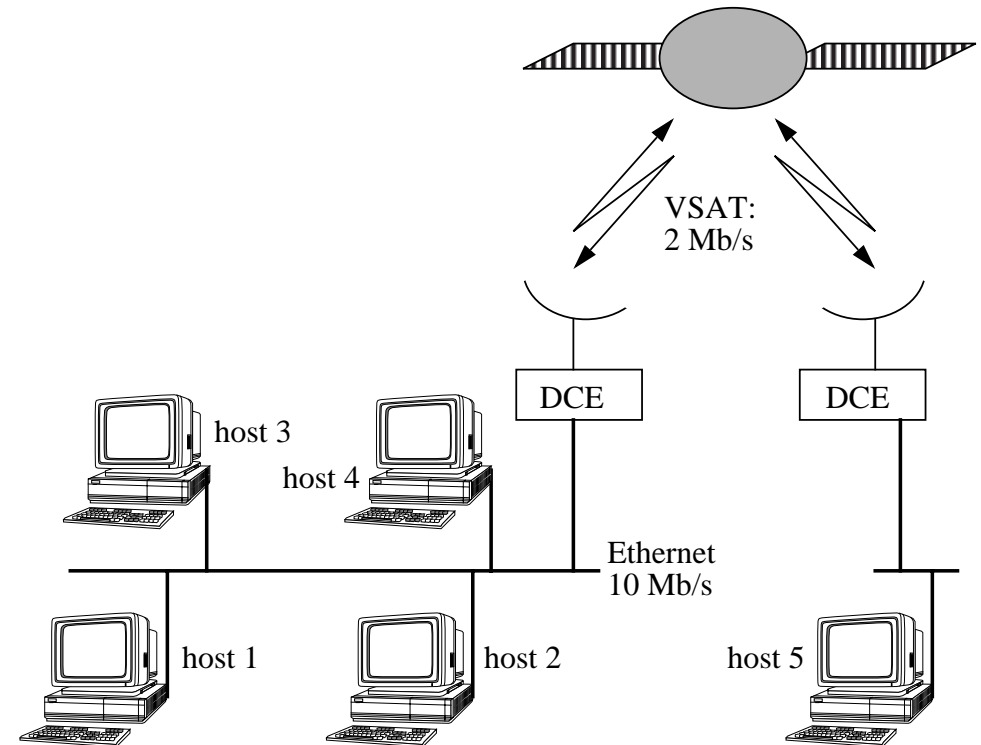 VSAT:
2 Mb/s
DCE
DCE
host 3
host 4
Ethernet
10 Mb/s
host 1
host 2
host 5